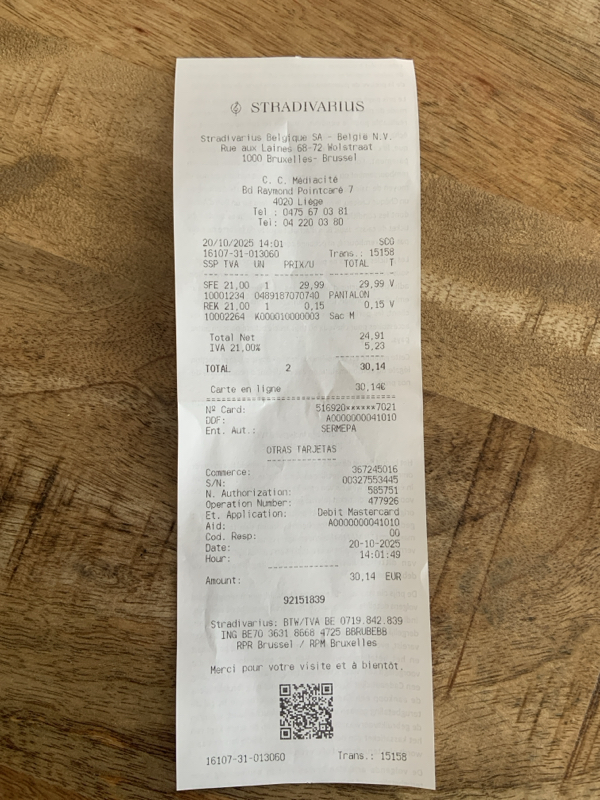 STRADIVARIUS
Stradivarius Belgique SA - België N.V.
Rue aux Laines 68-72 Wolstraat
1000 Bruxelles- Brussel
C. C. Médiacité
Bd Raymond Pointcaré 7
4020 Liège
Tel : 0475 67 03 81
Tel: 04 220 03 80
20/10/2025 14:01 SCO
16107-31-013060 Trans.: 15158
SSP TVA UN PRIX/U TOTAL T
SFE 21,00 1 29,99 29,99 V
10001234 0489187070740 PANTALON
REK 21,00 1 0,15 0,15 V
10002264 K000010000003 Sac M
Total Net 24,91
IVA 21,00% 5,23
TOTAL 2 30,14
Carte en ligne 30,14€
Nº Card: 516920******7021
DDF: A0000000041010
Ent. Aut.: SERMEPA
OTRAS TARJETAS
Commerce: 367245016
S/N: 00327553445
N. Authorization: 585751
Operation Number: 477926
Et. Application: Debit Mastercard
Aid: A0000000041010
Cod. Resp: 00
Date: 20-10-2025
Hour: 14:01:49
Amount: 30,14 EUR
92151839
Stradivarius: BTW/TVA BE 0719.842.839
ING BE70 3631 8668 4725 BBRUBEBB
RPR Brussel / RPM Bruxelles
Merci pour votre visite et à bientôt.
16107-31-013060 Trans.: 15158